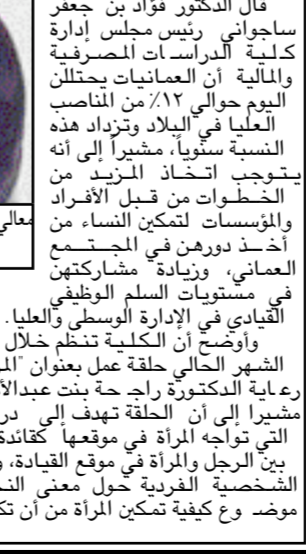 قال الدكتور فؤاد بن جعفر
ساجواني رئيس مجلس إدارة
كلية الدراسات المصرفية
والمالية أن العمانيات يحتللن
اليوم حوالي ١٢٪ من المناصب
العليا في البلاد وتزداد هذه
النسبة سنوياً، مشيراً إلى أنه
يتوجب اتخاذ المزيد من
الخطوات من قبل الأفراد
والمؤسسات لتمكين النساء من
أخذ دورهن في المجتمع
العماني، وزيادة مشاركتهن
في مستويات السلم الوظيفي
القيادي في الإدارة الوسطى والعليا.
وأوضح أن الكلية تنظم خلال
الشهر الحالي حلقة عمل بعنوان
رعاية الدكتورة راجحة بنت
مشيرا إلى أن الحلقة تهدف إلى
التي تواجه المرأة في موقعها كقائدة
بين الرجل والمرأة في موقع القيادة،
الشخصية الفردية حول معنى
موضوع كيفية تمكين المرأة من أن
معالي